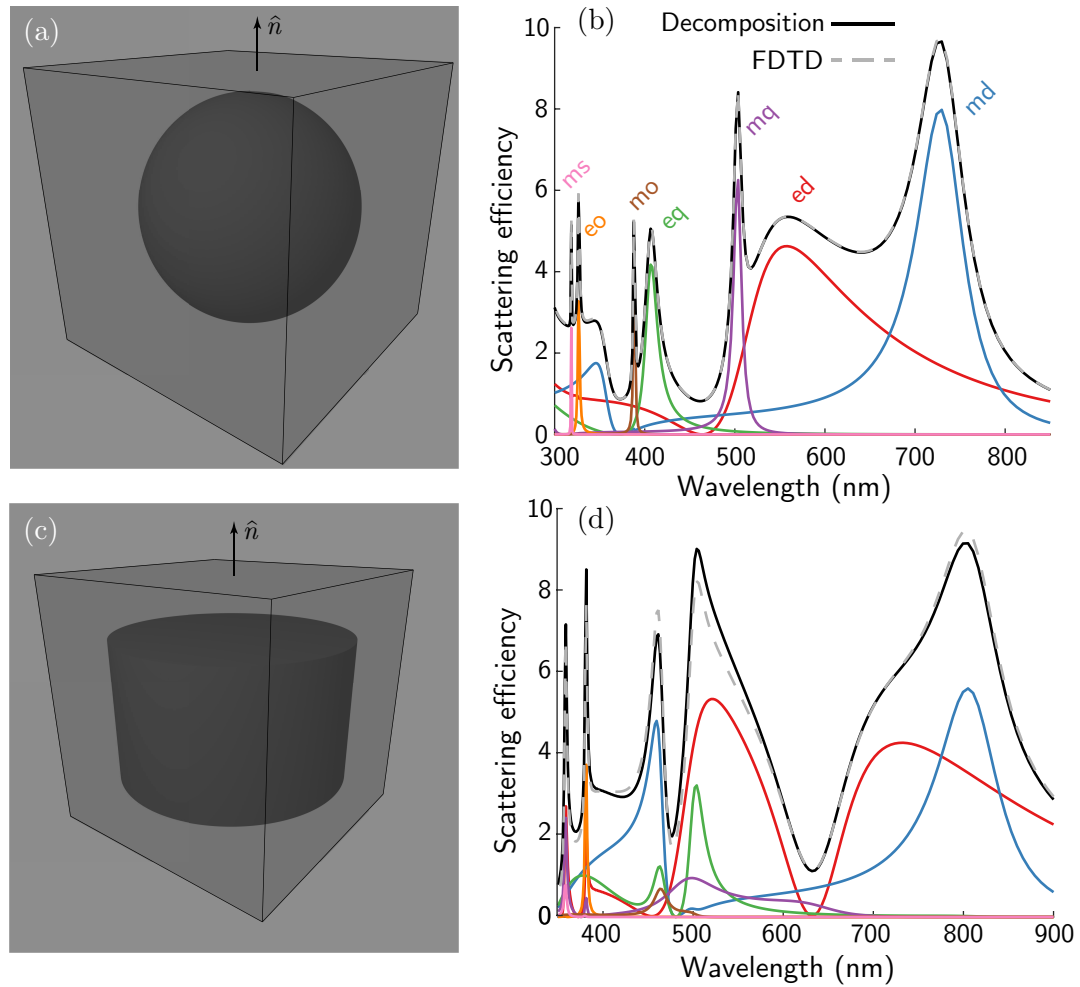 (a)
n̂
(b)
Decomposition
FDTD
10
8
6
4
2
0
Scattering efficiency
ms
eo
mo
eq
mq
ed
md
300
400
500
600
700
800
Wavelength (nm)
(c)
n̂
(d)
10
8
6
4
2
0
Scattering efficiency
400
500
600
700
800
900
Wavelength (nm)